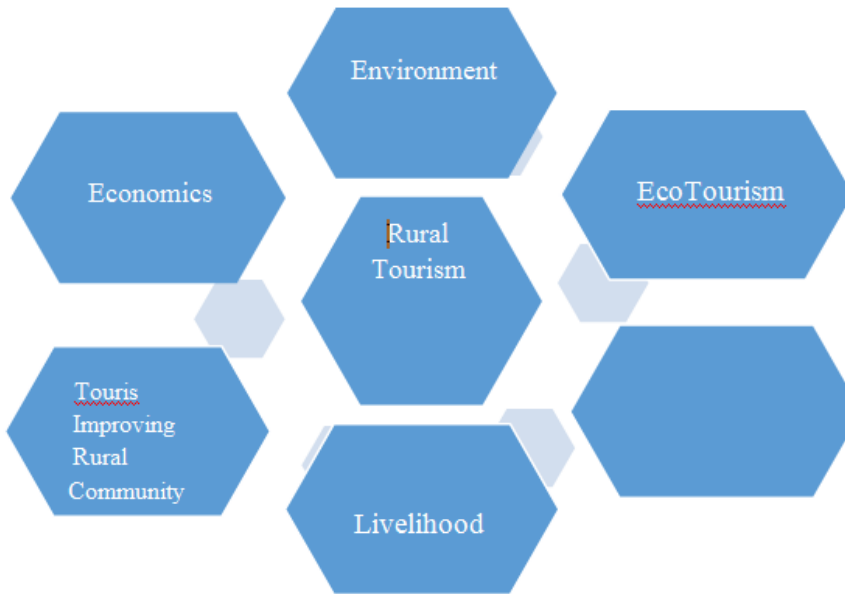 Environment
Economics
EcoTourism
Rural
Tourism
Touris
Improving
Rural
Community
Livelihood